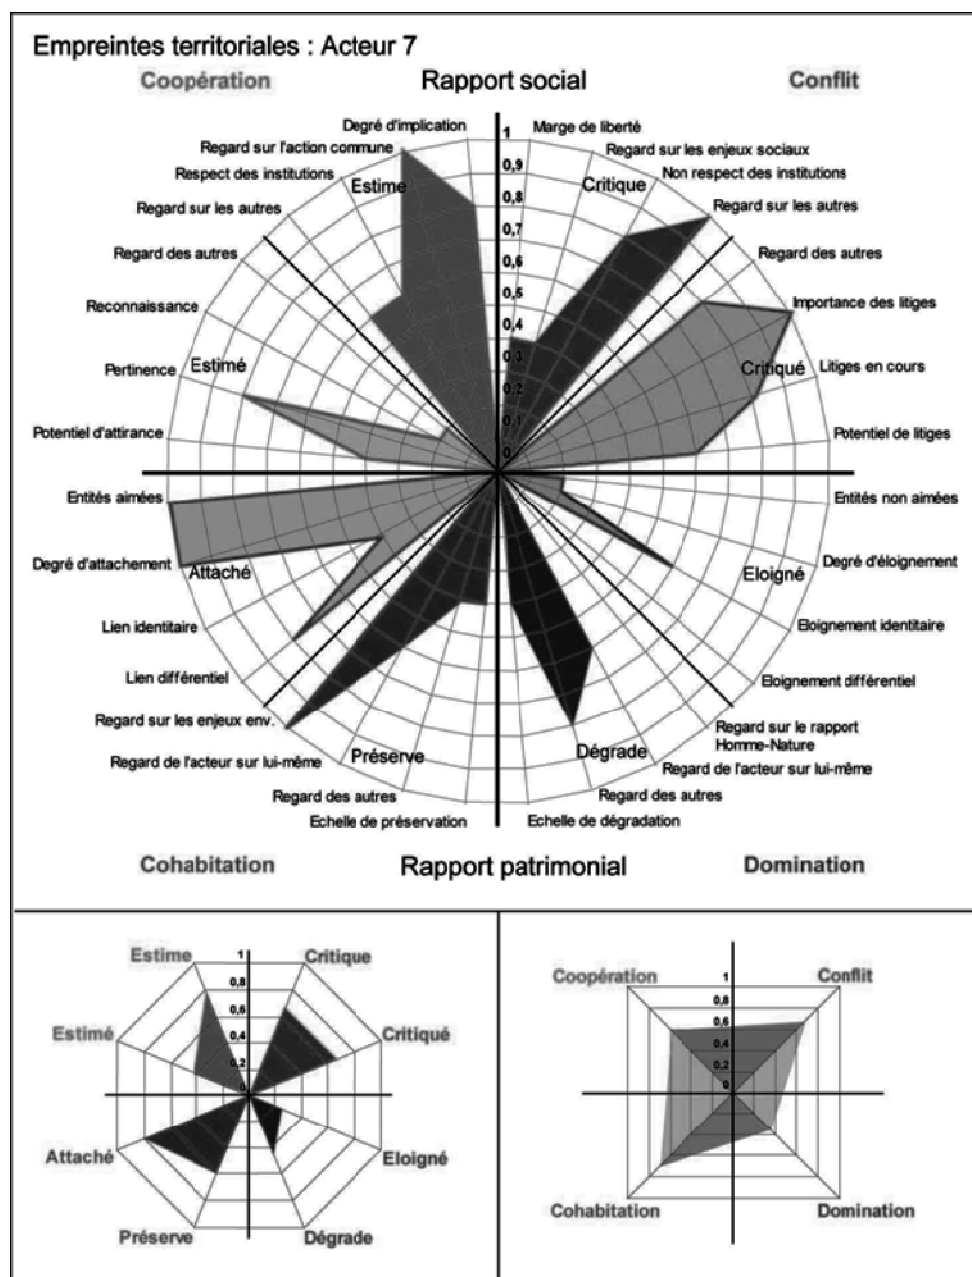 Empreintes territoriales : Acteur 7
Coopération
Rapport social
Conflit
Degré d'implication
Marge de liberté
Regard sur l'action commune
Regard sur les enjeux sociaux
Respect des institutions
Estime
Critique
Non respect des institutions
Regard sur les autres
Regard sur les autres
Regard des autres
Regard des autres
Reconnaissance
Importance des litiges
Estimé
Critiqué
Pertinence
Litiges en cours
Potentiel d'attirance
Potentiel de litiges
1
0,9
0,8
0,7
0,6
0,5
0,4
0,3
0,2
0,1
0
Entités aimées
Entités non aimées
Degré d'attachement
Attaché
Eloigné
Degré d'éloignement
Lien identitaire
Eloignement identitaire
Lien différentiel
Eloignement différentiel
Regard sur les enjeux env.
Regard sur le rapport
Homme-Nature
Regard de l'acteur sur lui-même
Préserve
Dégrade
Regard de l'acteur sur lui-même
Regard des autres
Regard des autres
Echelle de préservation
Echelle de dégradation
Cohabitation
Rapport patrimonial
Domination
Estime
Critique
Estimé
Critiqué
Attaché
Eloigné
Préserve
Dégrade
1
0,8
0,6
0,4
0,2
0
Coopération
Conflit
1
0,8
0,6
0,4
0,2
0
Cohabitation
Domination